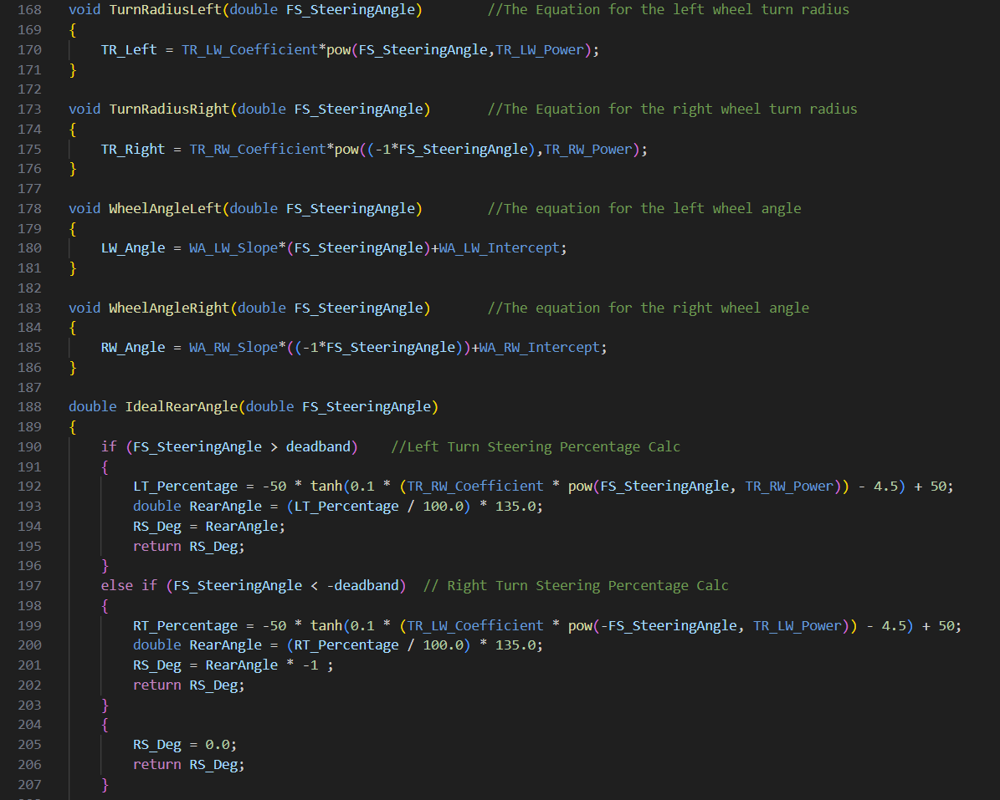 168 void TurnRadiusLeft(double FS_SteeringAngle) //The Equation for the left wheel turn radius
169 {
170 TR_Left = TR_LW_Coefficient*pow(FS_SteeringAngle,TR_LW_Power);
171 }
172
173 void TurnRadiusRight(double FS_SteeringAngle) //The Equation for the right wheel turn radius
174 {
175 TR_Right = TR_RW_Coefficient*pow((-1*FS_SteeringAngle),TR_RW_Power);
176 }
177
178 void WheelAngleLeft(double FS_SteeringAngle) //The equation for the left wheel angle
179 {
180 LW_Angle = WA_LW_Slope*(FS_SteeringAngle)+WA_LW_Intercept;
181 }
182
183 void WheelAngleRight(double FS_SteeringAngle) //The equation for the right wheel angle
184 {
185 RW_Angle = WA_RW_Slope*((-1*FS_SteeringAngle))+WA_RW_Intercept;
186 }
187
188 double IdealRearAngle(double FS_SteeringAngle)
189 {
190 if (FS_SteeringAngle > deadband) //Left Turn Steering Percentage Calc
191 {
192 LT_Percentage = -50 * tanh(0.1 * (TR_RW_Coefficient * pow(FS_SteeringAngle, TR_RW_Power)) - 4.5) + 50;
193 double RearAngle = (LT_Percentage / 100.0) * 135.0;
194 RS_Deg = RearAngle;
195 return RS_Deg;
196 }
197 else if (FS_SteeringAngle < -deadband) // Right Turn Steering Percentage Calc
198 {
199 RT_Percentage = -50 * tanh(0.1 * (TR_LW_Coefficient * pow(-FS_SteeringAngle, TR_LW_Power)) - 4.5) + 50;
200 double RearAngle = (RT_Percentage / 100.0) * 135.0;
201 RS_Deg = RearAngle * -1 ;
202 return RS_Deg;
203 }
204 {
205 RS_Deg = 0.0;
206 return RS_Deg;
207 }